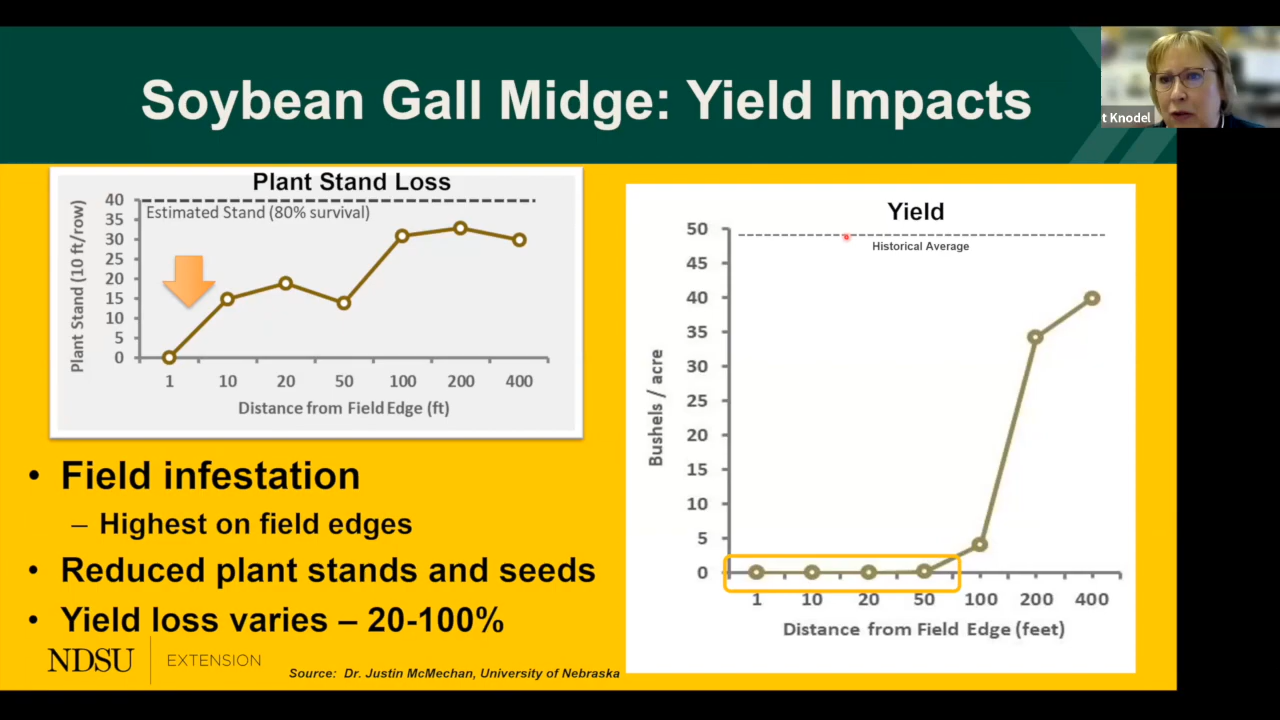 Soybean Gall Midge: Yield Impacts
t Knodel
Plant Stand Loss
Estimated Stand (80% survival)
Plant Stand (10 ft/row)
40
35
30
25
20
15
10
5
0
1 10 20 50 100 200 400
Distance from Field Edge (ft)
• Field infestation
– Highest on field edges
• Reduced plant stands and seeds
• Yield loss varies – 20-100%
NDSU EXTENSION
Source: Dr. Justin McMechan, University of Nebraska
Yield
Historical Average
Bushels / acre
50
45
40
35
30
25
20
15
10
5
0
1 10 20 50 100 200 400
Distance from Field Edge (feet)